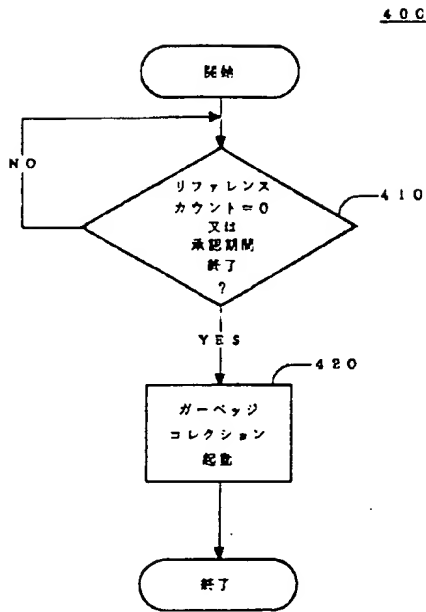 400
開始
NO
リファレンス
カウント=0
又は
承認期間
終了
?
410
YES
420
ガーベッジ
コレクション
起動
終了